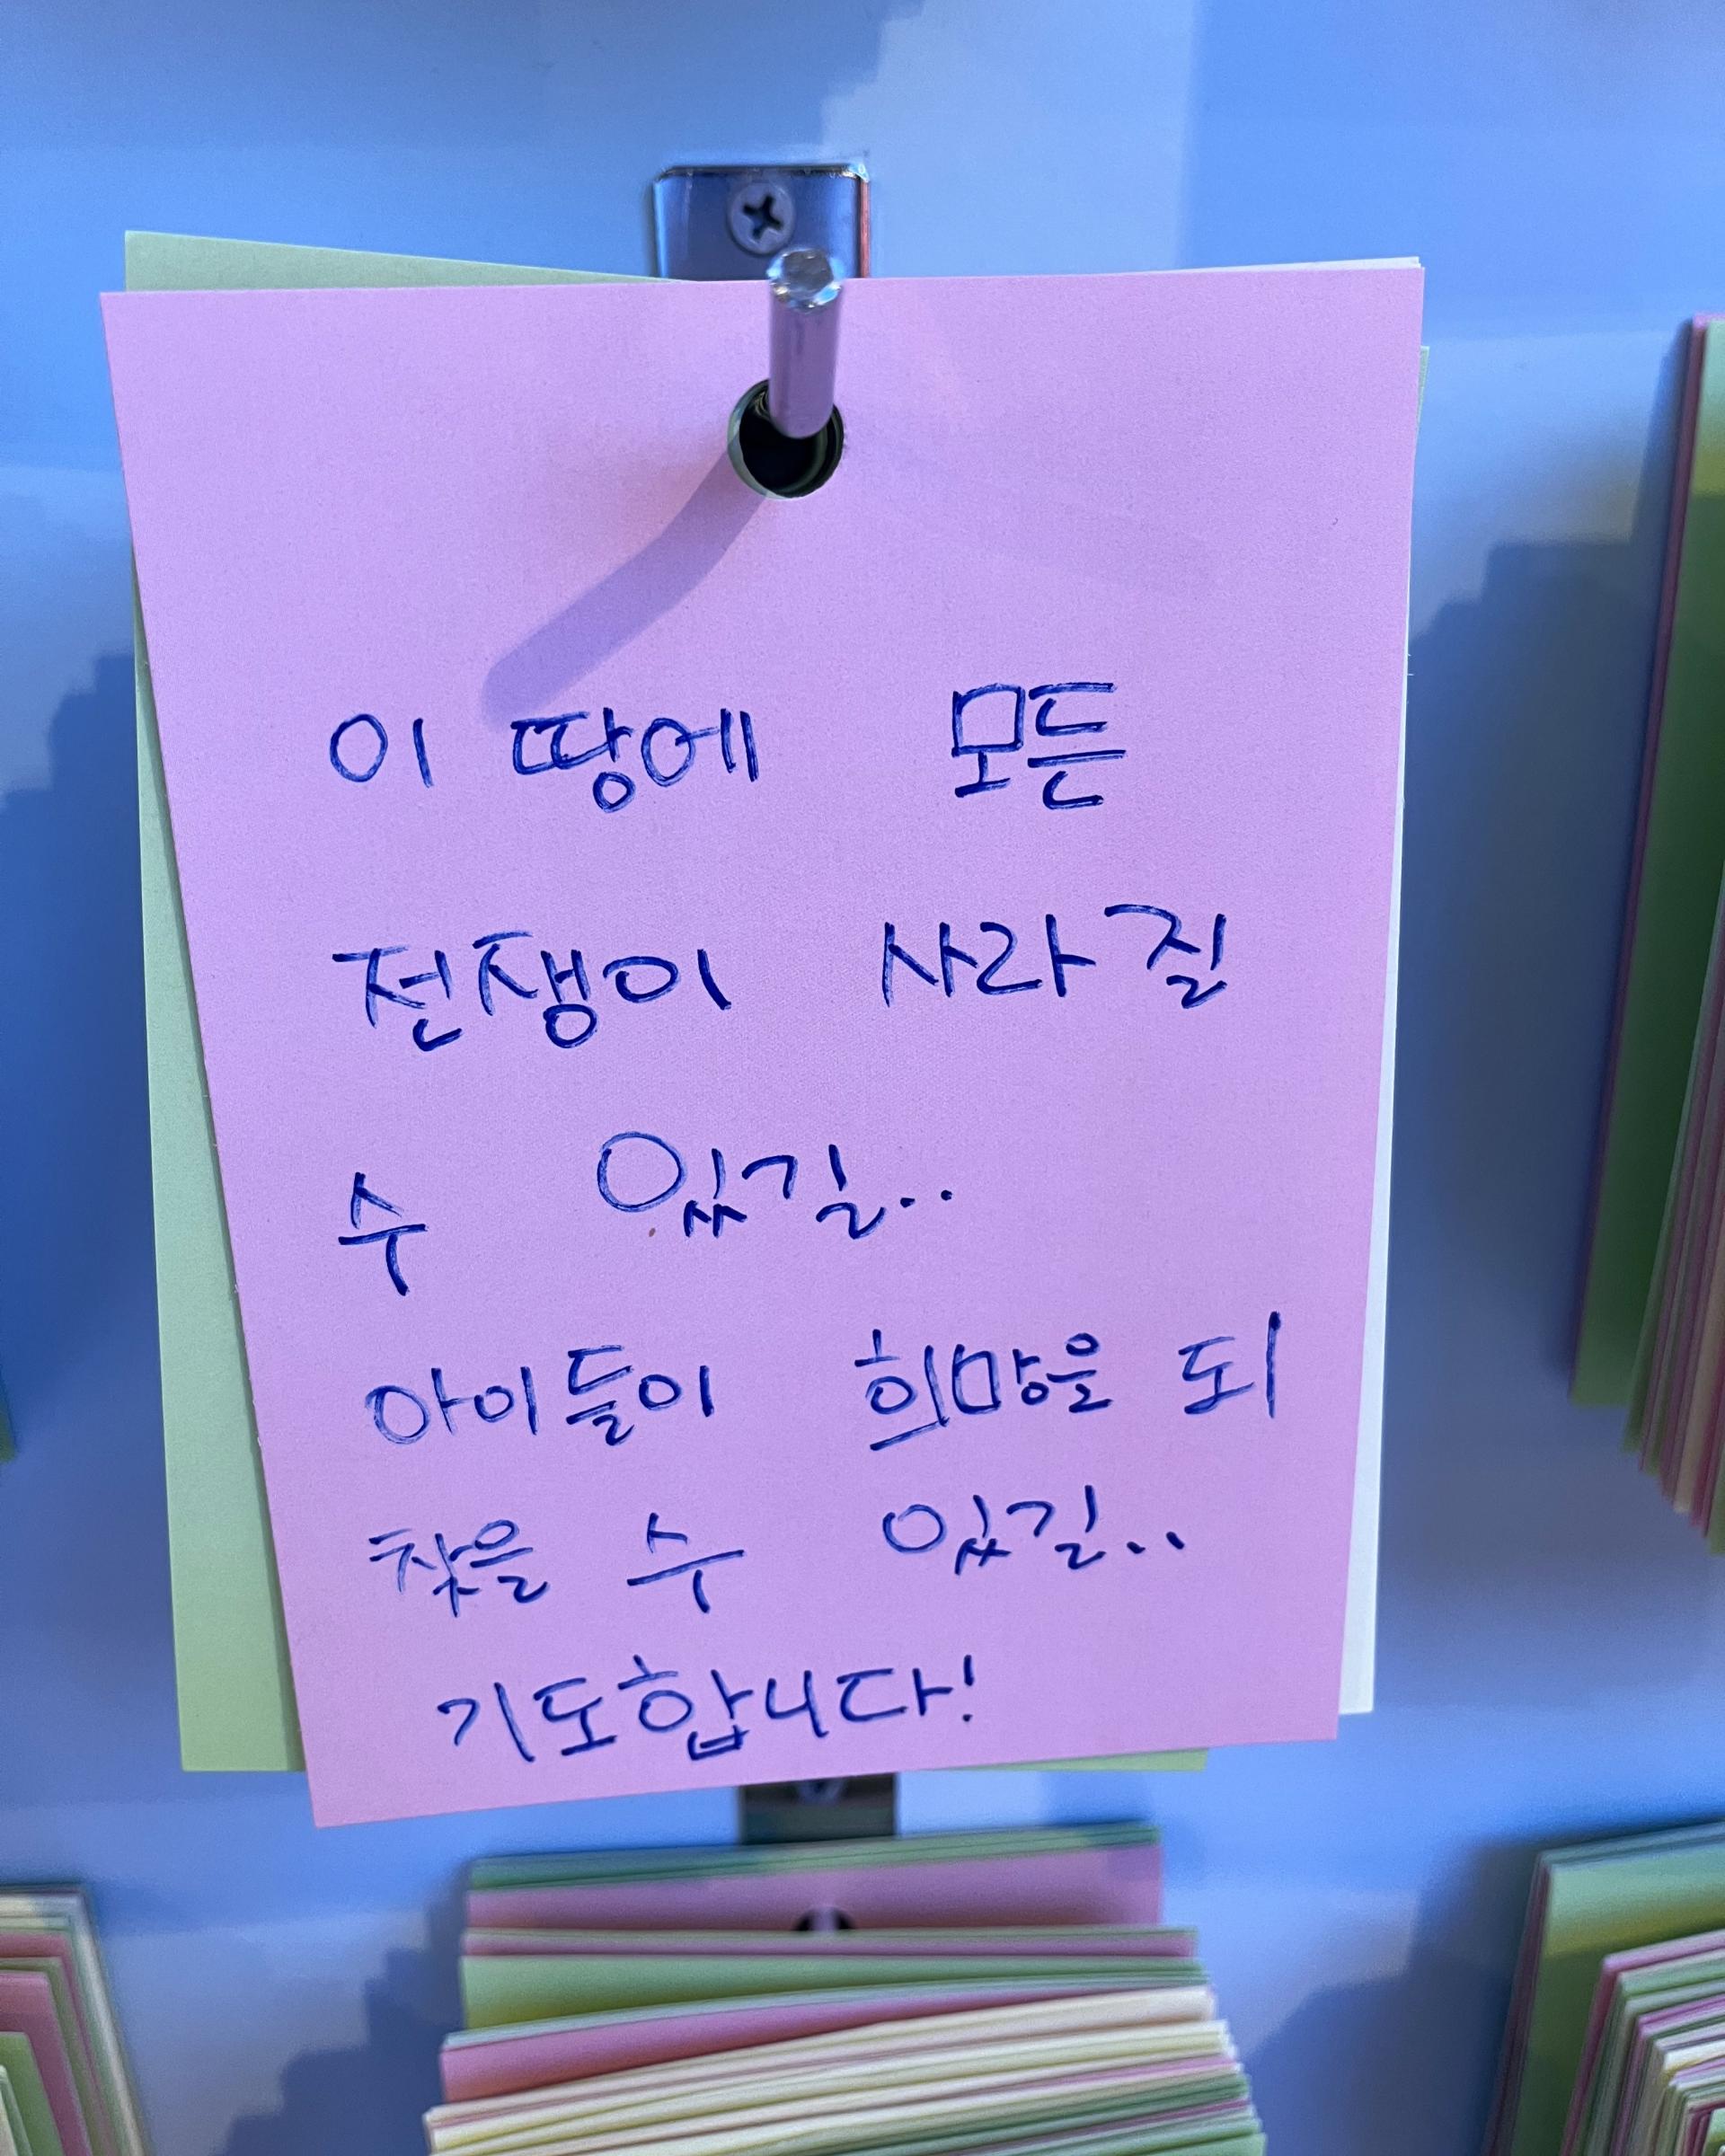 이 땅에 모든
전쟁이 사라질
수 있길..
아이들이 희망을 되
찾을 수 있길..
기도합니다!